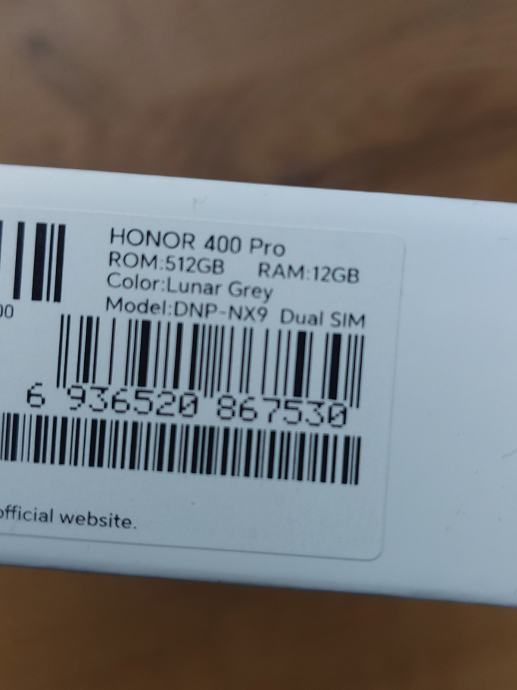 HONOR 400 Pro
ROM:512GB RAM:12GB
Color:Lunar Grey
Model:DNP-NX9 Dual SIM
00
6 936520 867530
official website.